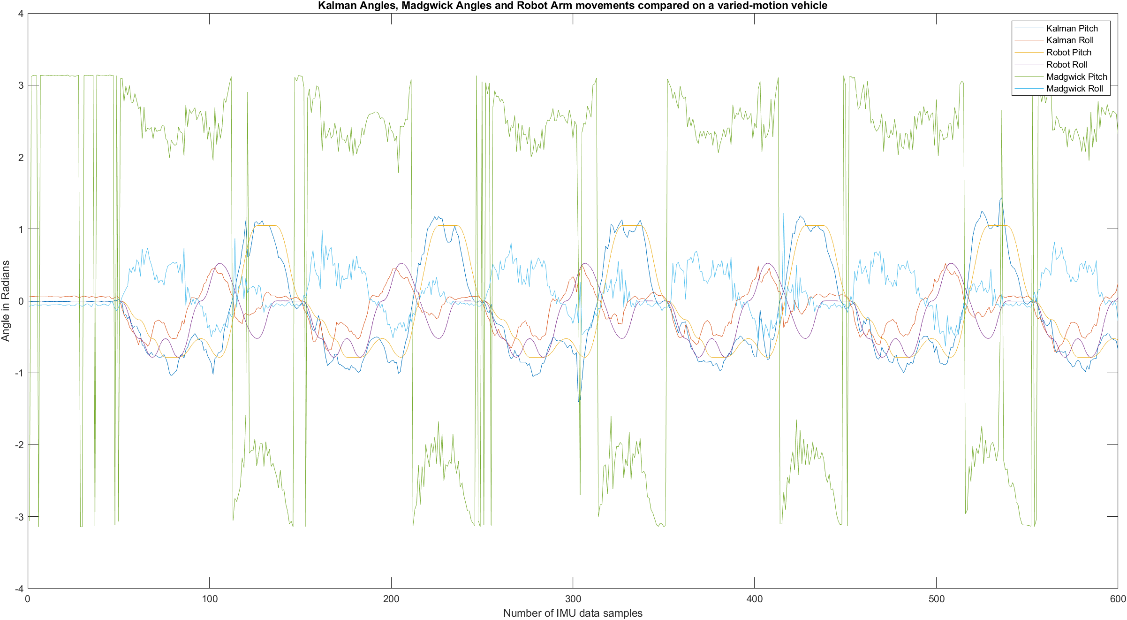 Kalman Angles, Madgwick Angles and Robot Arm movements compared on a varied-motion vehicle
4
3
2
1
0
-1
-2
-3
-4
Angle in Radians
Kalman Pitch
Kalman Roll
Robot Pitch
Robot Roll
Madgwick Pitch
Madgwick Roll
0 100 200 300 400 500 600
Number of IMU data samples